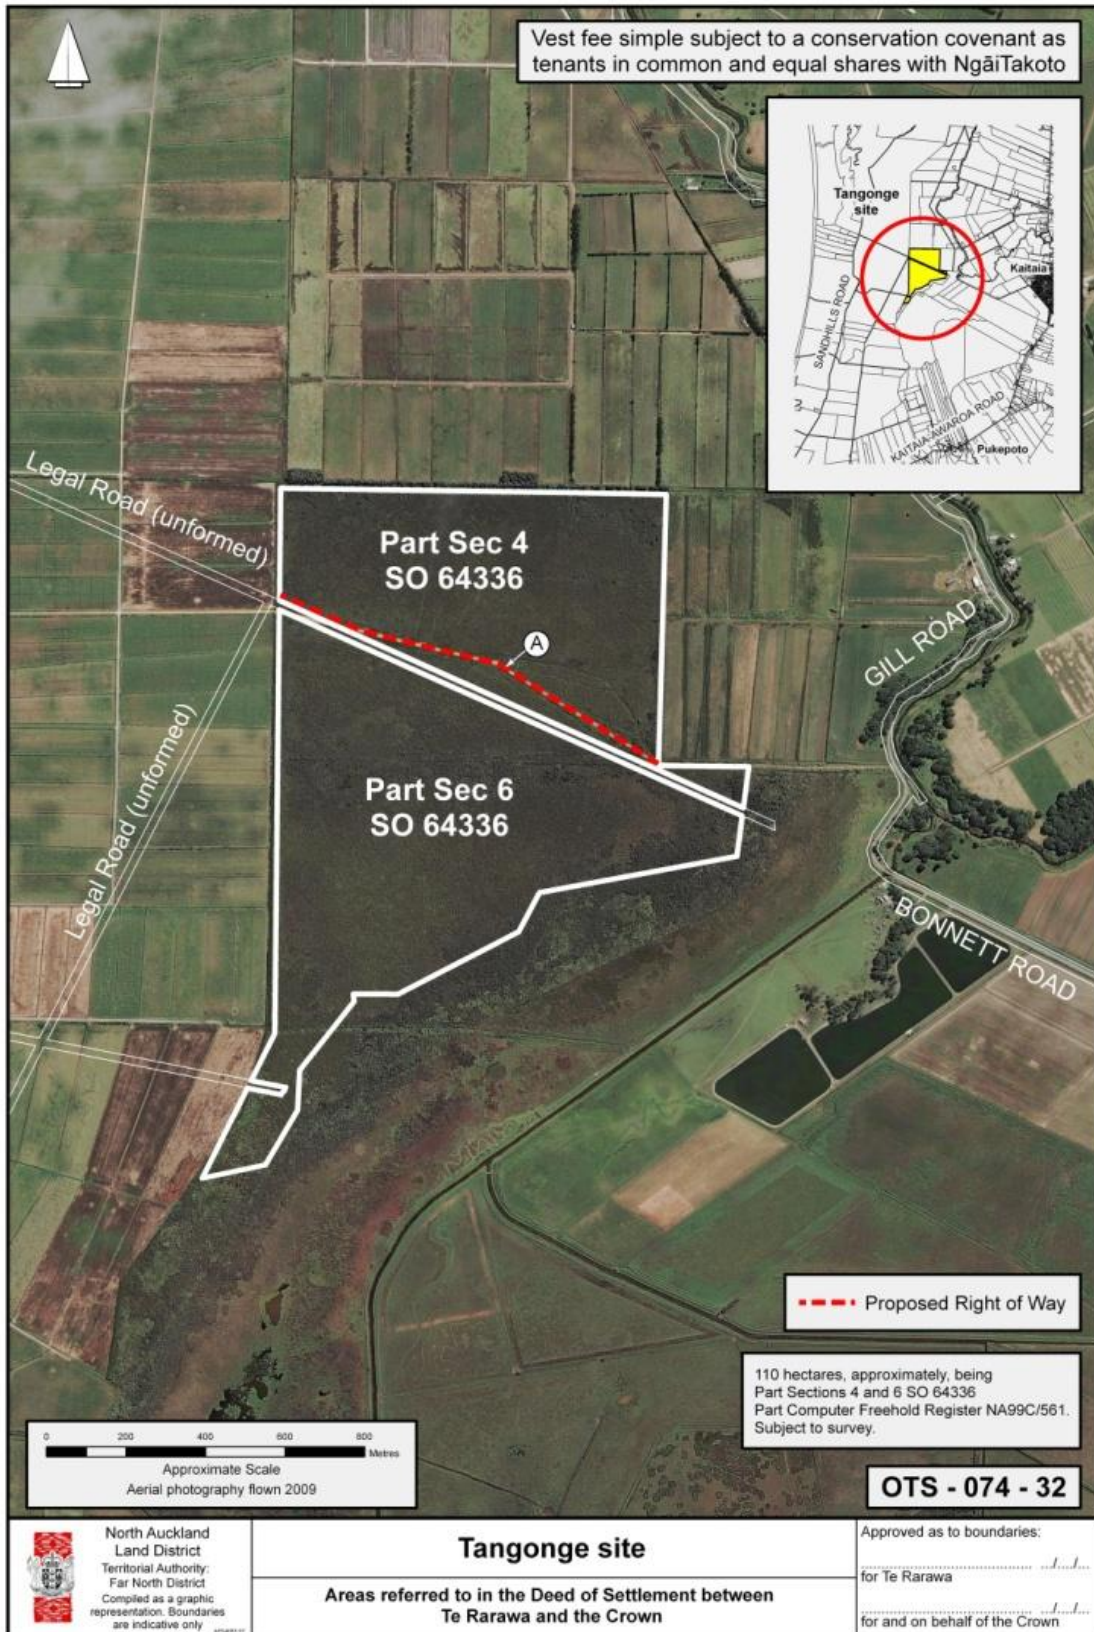 Vest fee simple subject to a conservation covenant as
tenants in common and equal shares with NgāiTakoto
Tangonge
site
Kaitaia
SANDHILLS ROAD
KAITAIA-AWAROA ROAD
Pukepoto
Legal Road (unformed)
Part Sec 4
SO 64336
A
GILL ROAD
Legal Road (unformed)
Part Sec 6
SO 64336
BONNETT ROAD
Proposed Right of Way
110 hectares, approximately, being
Part Sections 4 and 6 SO 64336
Part Computer Freehold Register NA99C/561.
Subject to survey.
0 200 400 600 800
Metres
Approximate Scale
Aerial photography flown 2009
OTS - 074 - 32
North Auckland
Land District
Territorial Authority:
Far North District
Compiled as a graphic
representation. Boundaries
are indicative only
Tangonge site
Areas referred to in the Deed of Settlement between
Te Rarawa and the Crown
Approved as to boundaries:
................................ ..../..../....
for Te Rarawa
................................ ..../..../....
for and on behalf of the Crown